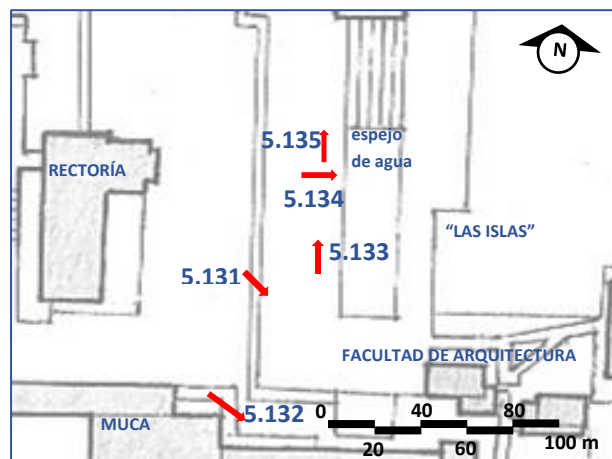 N
5.135
espejo
de agua
RECTORÍA
5.134
"LAS ISLAS"
5.133
5.131
FACULTAD DE ARQUITECTURA
5.132
MUCA
0 40 80
20 60 100 m